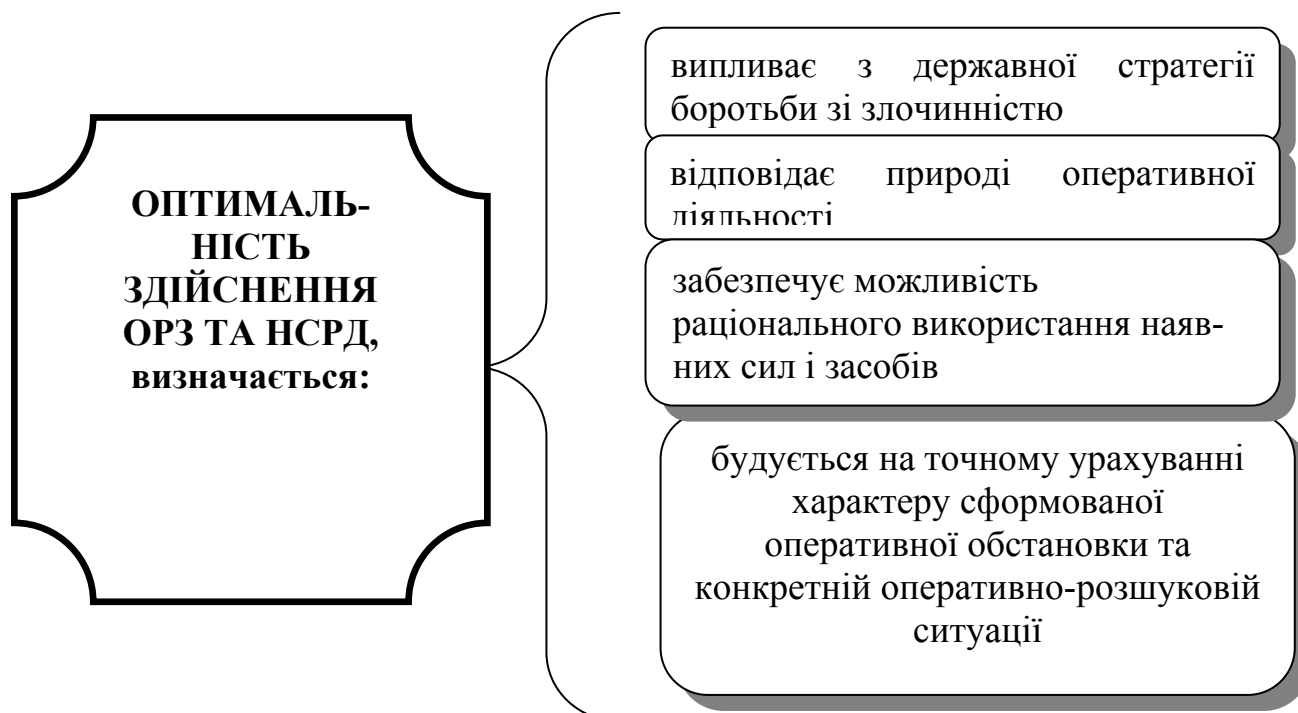 ОПТИМАЛЬ-
НІСТЬ
ЗДІЙСНЕННЯ
ОРЗ ТА НСРД,
визначається:
випливає з державної стратегії
боротьби зі злочинністю
відповідає природі оперативної
діяльності
забезпечує можливість
раціонального використання наяв-
них сил і засобів
будується на точному урахуванні
характеру сформованої
оперативної обстановки та
конкретній оперативно-розшуковій
ситуації